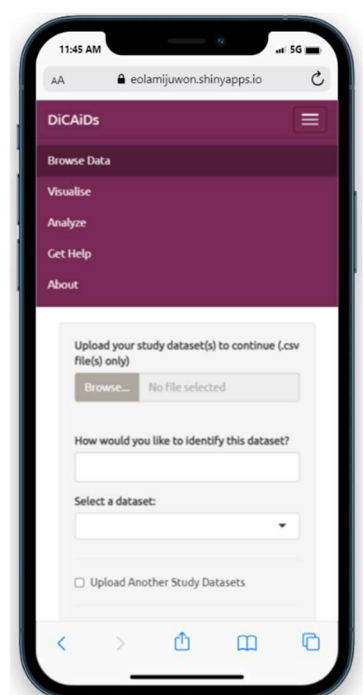 11:45 AM 5G
AA eolamijuwon.shinyapps.io
DiCAiDs
Browse Data
Visualise
Analyze
Get Help
About
Upload your study dataset(s) to continue (.csv
file(s) only)
Browse... No file selected
How would you like to identify this dataset?
Select a dataset:
Upload Another Study Datasets